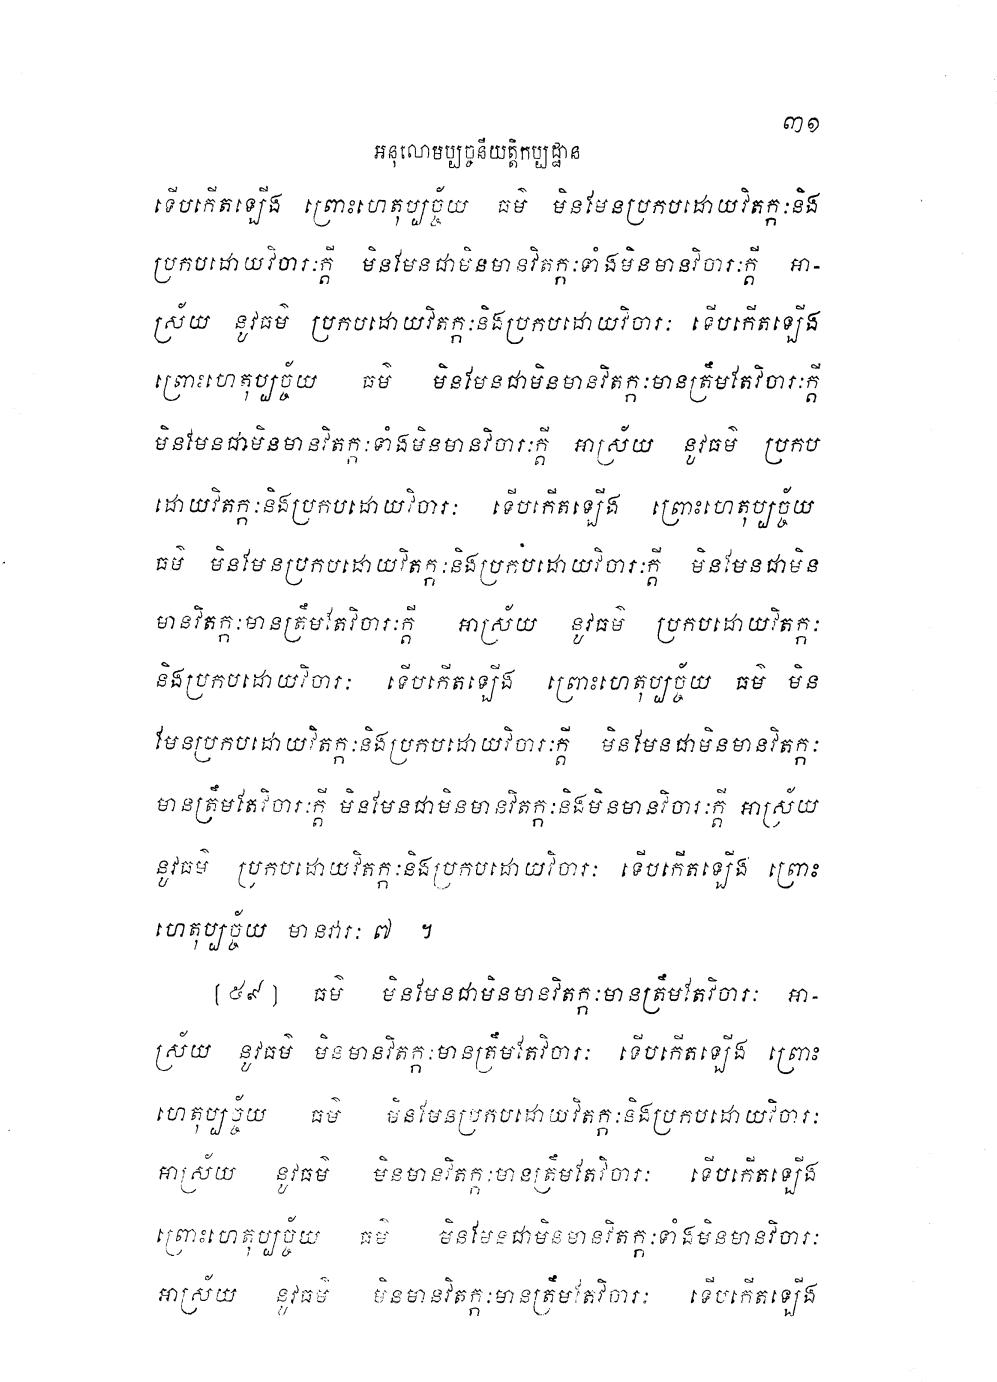 ៣១
អនុលោមប្បច្ចនីយត្តិកប្បដ្ឋាន
ទើបកើតឡើង ព្រោះហេតុប្បច្ច័យ ធម៌ មិនមែនប្រកបដោយវិតក្កៈនិង
ប្រកបដោយវិចារៈក្តី មិនមែនជាមិនមានវិតក្កៈទាំងមិនមានវិចារៈក្តី អា-
ស្រ័យ នូវធម៌ ប្រកបដោយវិតក្កៈនិងប្រកបដោយវិចារៈ ទើបកើតឡើង
ព្រោះហេតុប្បច្ច័យ ធម៌ មិនមែនជាមិនមានវិតក្កៈមានត្រឹមតែវិចារៈក្តី
មិនមែនជាមិនមានវិតក្កៈទាំងមិនមានវិចារៈក្តី អាស្រ័យ នូវធម៌ ប្រកប
ដោយវិតក្កៈនិងប្រកបដោយវិចារៈ ទើបកើតឡើង ព្រោះហេតុប្បច្ច័យ
ធម៌ មិនមែនប្រកបដោយវិតក្កៈនិងប្រកបដោយវិចារៈក្តី មិនមែនជាមិន
មានវិតក្កៈមានត្រឹមតែវិចារៈក្តី អាស្រ័យ នូវធម៌ ប្រកបដោយវិតក្កៈ
និងប្រកបដោយវិចារៈ ទើបកើតឡើង ព្រោះហេតុប្បច្ច័យ ធម៌ មិន
មែនប្រកបដោយវិតក្កៈនិងប្រកបដោយវិចារៈក្តី មិនមែនជាមិនមានវិតក្កៈ
មានត្រឹមតែវិចារៈក្តី មិនមែនជាមិនមានវិតក្កៈនិងមិនមានវិចារៈក្តី អាស្រ័យ
នូវធម៌ ប្រកបដោយវិតក្កៈនិងប្រកបដោយវិចារៈ ទើបកើតឡើង ព្រោះ
ហេតុប្បច្ច័យ មានវារៈ ៧ ។
[៥៩] ធម៌ មិនមែនជាមិនមានវិតក្កៈមានត្រឹមតែវិចារៈ អា-
ស្រ័យ នូវធម៌ មិនមានវិតក្កៈមានត្រឹមតែវិចារៈ ទើបកើតឡើង ព្រោះ
ហេតុប្បច្ច័យ ធម៌ មិនមែនប្រកបដោយវិតក្កៈនិងប្រកបដោយវិចារៈ
អាស្រ័យ នូវធម៌ មិនមានវិតក្កៈមានត្រឹមតែវិចារៈ ទើបកើតឡើង
ព្រោះហេតុប្បច្ច័យ ធម៌ មិនមែនជាមិនមានវិតក្កៈទាំងមិនមានវិចារៈ
អាស្រ័យ នូវធម៌ មិនមានវិតក្កៈមានត្រឹមតែវិចារៈ ទើបកើតឡើង